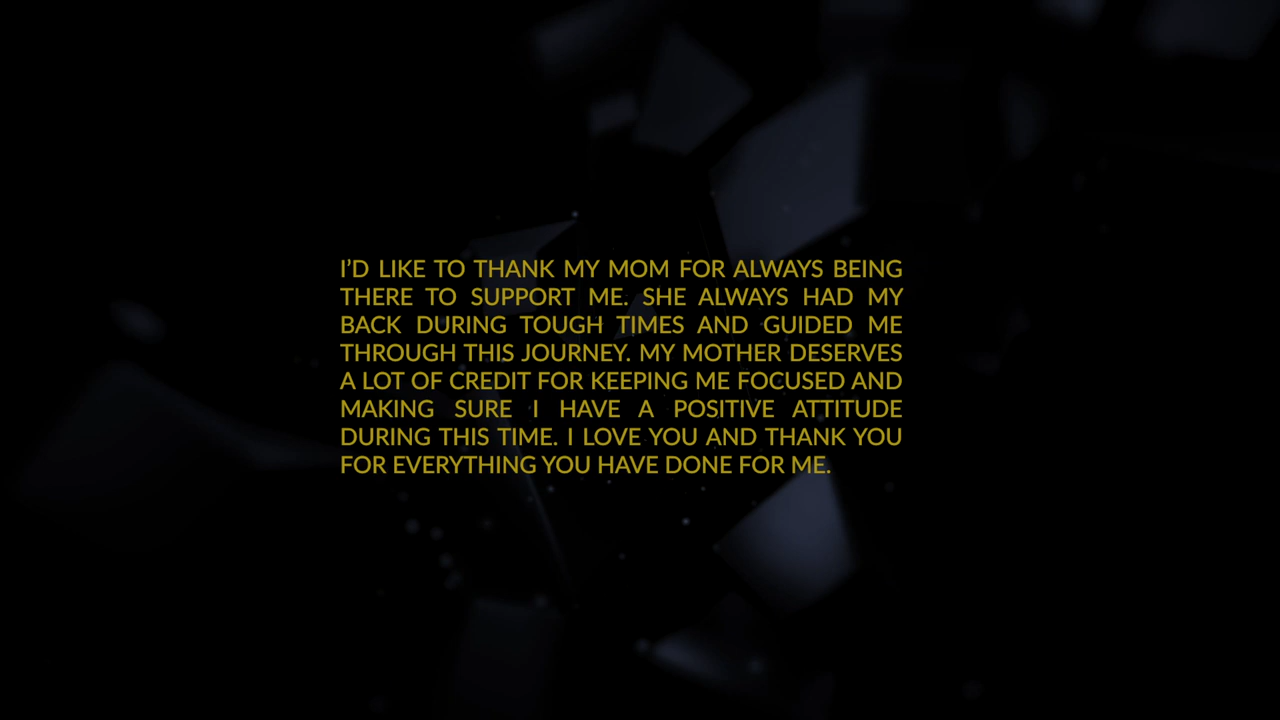 I’D LIKE TO THANK MY MOM FOR ALWAYS BEING
THERE TO SUPPORT ME. SHE ALWAYS HAD MY
BACK DURING TOUGH TIMES AND GUIDED ME
THROUGH THIS JOURNEY. MY MOTHER DESERVES
A LOT OF CREDIT FOR KEEPING ME FOCUSED AND
MAKING SURE I HAVE A POSITIVE ATTITUDE
DURING THIS TIME. I LOVE YOU AND THANK YOU
FOR EVERYTHING YOU HAVE DONE FOR ME.